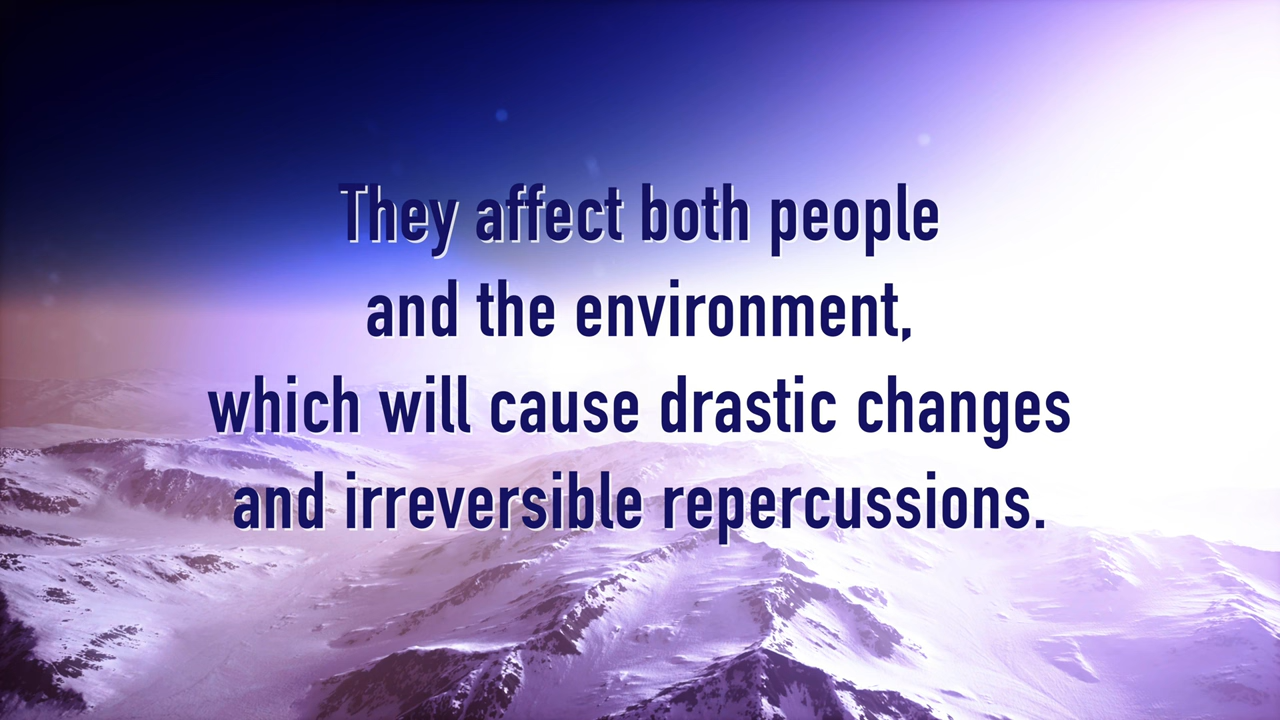 They affect both people
and the environment,
which will cause drastic changes
and irreversible repercussions.